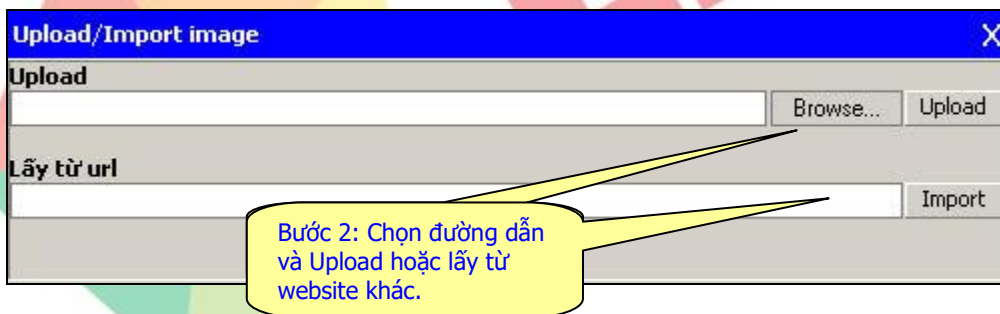 Upload/Import image X
Upload
Browse... Upload
Lấy từ url
Import
Bước 2: Chọn đường dẫn
và Upload hoặc lấy từ
website khác.